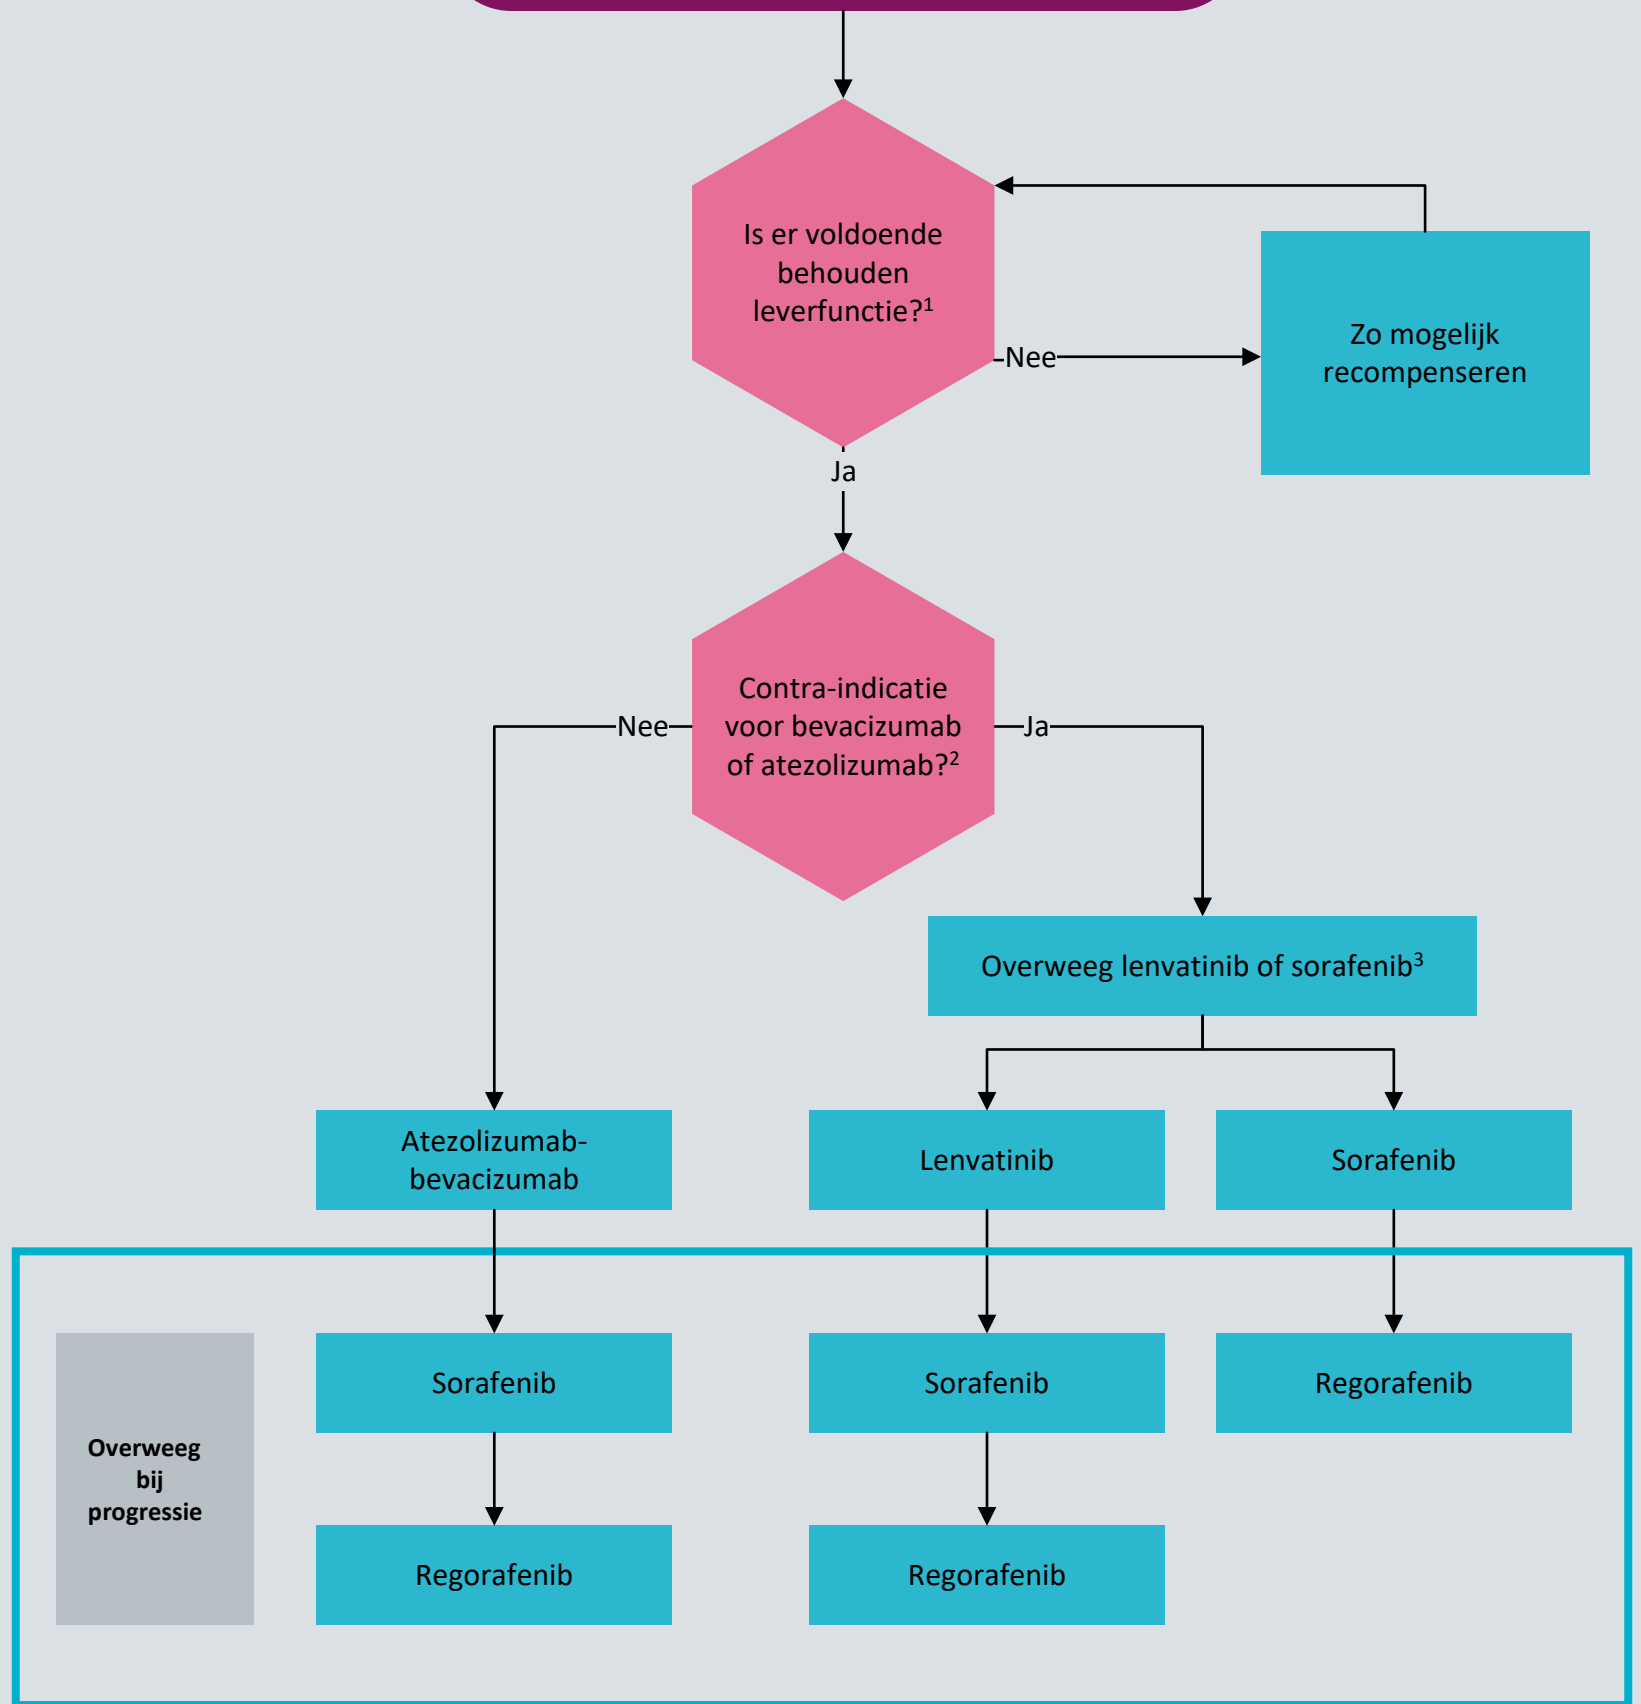 Is er voldoende
behouden
leverfunctie?¹
Nee
Zo mogelijk
recompenseren
Ja
Contra-indicatie
voor bevacizumab
of atezolizumab?²
Nee
Ja
Overweeg lenvatinib of sorafenib³
Atezolizumab-
bevacizumab
Lenvatinib
Sorafenib
Overweeg
bij
progressie
Sorafenib
Sorafenib
Regorafenib
Regorafenib
Regorafenib